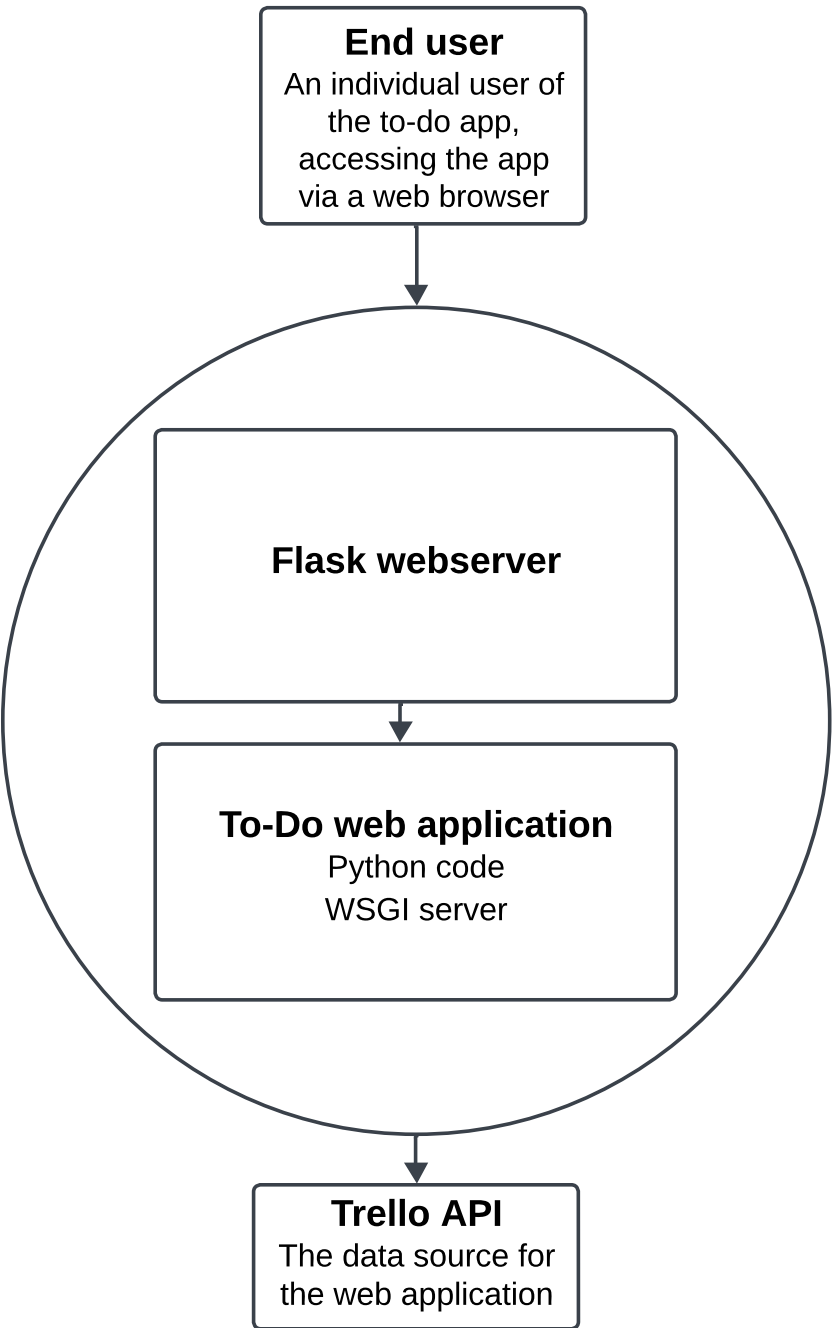 End user
An individual user of
the to-do app,
accessing the app
via a web browser
Flask webserver
To-Do web application
Python code
WSGI server
Trello API
The data source for
the web application